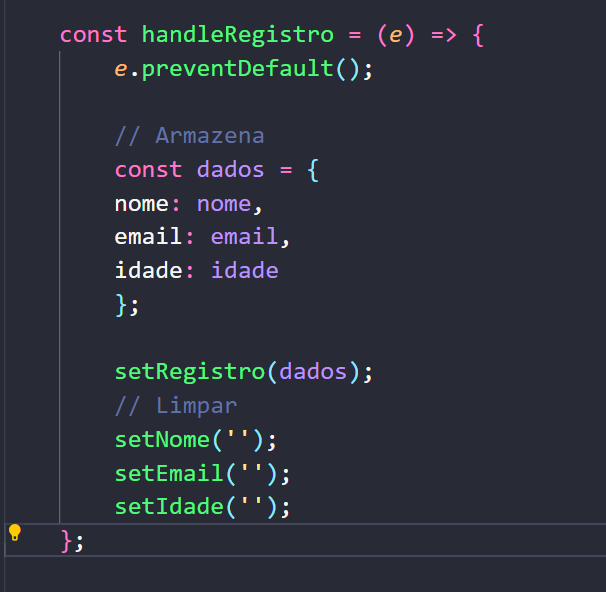 const handleRegistro = (e) => {
e.preventDefault();
// Armazena
const dados = {
nome: nome,
email: email,
idade: idade
};
setRegistro(dados);
// Limpar
setNome('');
setEmail('');
setIdade('');
};